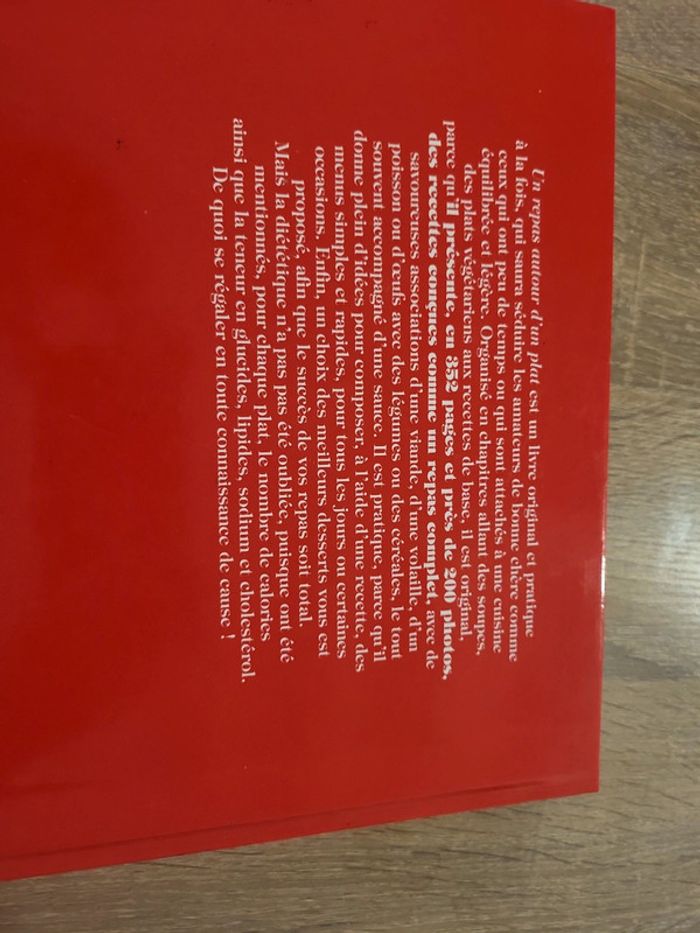 Un repas autour d'un plat est un livre original et pratique
à la fois, qui saura séduire les amateurs de bonne chère comme
ceux qui ont peu de temps ou qui sont attachés à une cuisine
équilibrée et légère. Organisé en chapitres allant des soupes,
des plats végétariens aux recettes de base, il est original,
parce qu'il présente, en 352 pages et près de 200 photos,
des recettes conçues comme un repas complet, avec de
savoureuses associations d'une viande, d'une volaille, d'un
poisson ou d'œufs avec des légumes ou des céréales, le tout
souvent accompagné d'une sauce. Il est pratique, parce qu'il
donne plein d'idées pour composer, à l'aide d'une recette, des
menus simples et rapides, pour tous les jours ou certaines
occasions. Enfin, un choix des meilleurs desserts vous est
proposé, afin que le succès de vos repas soit total.
Mais la diététique n'a pas pas été oubliée, puisque ont été
mentionnés, pour chaque plat, le nombre de calories
ainsi que la teneur en glucides, lipides, sodium et cholestérol.
De quoi se régaler en toute connaissance de cause !